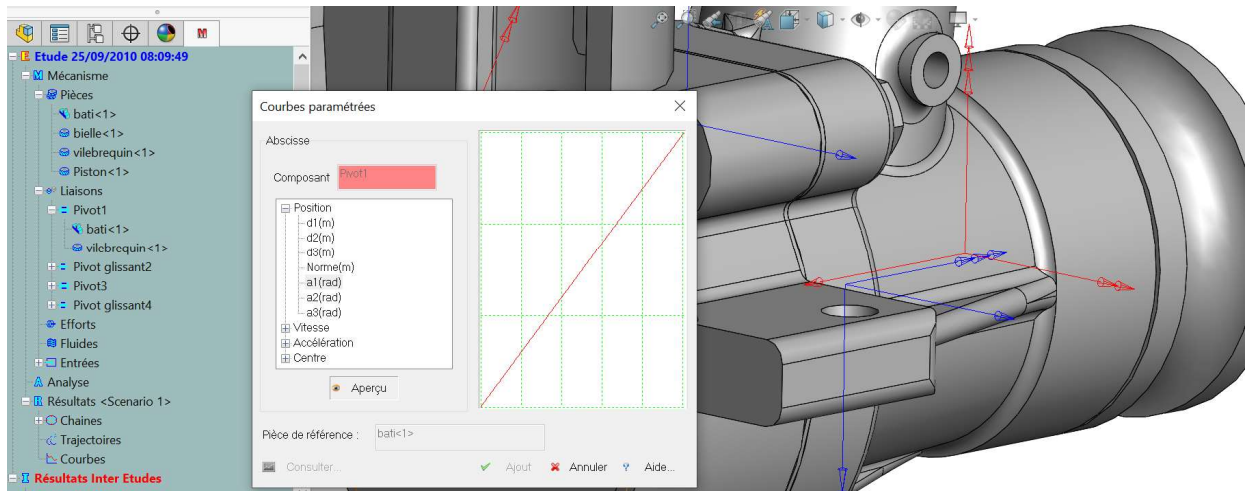 Etude 25/09/2010 08:09:49
Mécanisme
Pièces
bati<1>
bielle<1>
vilebrequin<1>
Piston<1>
Liaisons
Pivot1
bati<1>
vilebrequin<1>
Pivot glissant2
Pivot3
Pivot glissant4
Efforts
Fluides
Entrées
Analyse
Résultats <Scenario 1>
Chaines
Trajectoires
Courbes
Résultats Inter Etudes
Courbes paramétrées
Abscisse
Composant Pivot1
Position
d1(m)
d2(m)
d3(m)
Norme(m)
a1(rad)
a2(rad)
a3(rad)
Vitesse
Accélération
Centre
Aperçu
Pièce de référence : bati<1>
Consulter... Ajout Annuler Aide...